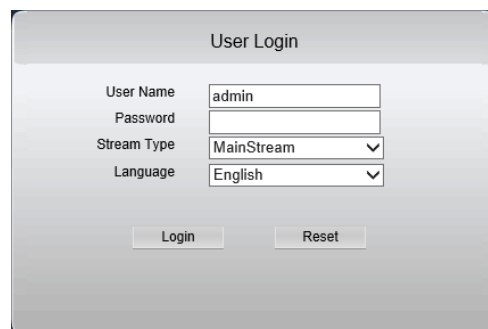 User Login
User Name admin
Password
Stream Type MainStream
Language English
Login Reset